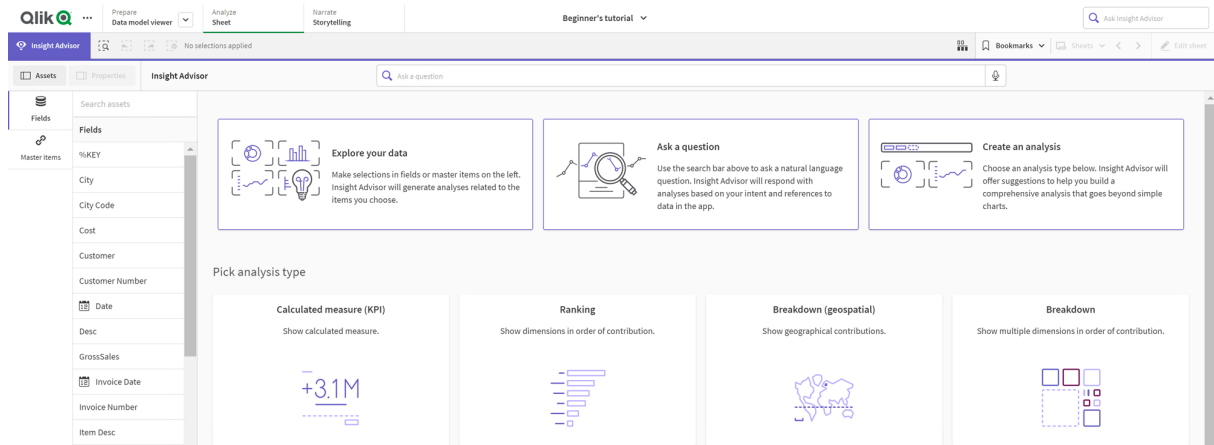 Qlik
Prepare
Data model viewer
Analyze
Sheet
Narrate
Storytelling
Beginner's tutorial
Ask Insight Advisor
Insight Advisor
No selections applied
Bookmarks
Sheets
Edit sheet
Assets
Properties
Insight Advisor
Ask a question
Fields
Master items
Search assets
Fields
%KEY
City
City Code
Cost
Customer
Customer Number
Date
Desc
GrossSales
Invoice Date
Invoice Number
Item Desc
Explore your data
Make selections in fields or master items on the left.
Insight Advisor will generate analyses related to the
items you choose.
Ask a question
Use the search bar above to ask a natural language
question. Insight Advisor will respond with
analyses based on your intent and references to
data in the app.
Create an analysis
Choose an analysis type below. Insight Advisor will
offer suggestions to help you build a
comprehensive analysis that goes beyond simple
charts.
Pick analysis type
Calculated measure (KPI)
Show calculated measure.
+3.1M
Ranking
Show dimensions in order of contribution.
Breakdown (geospatial)
Show geographical contributions.
Breakdown
Show multiple dimensions in order of contribution.